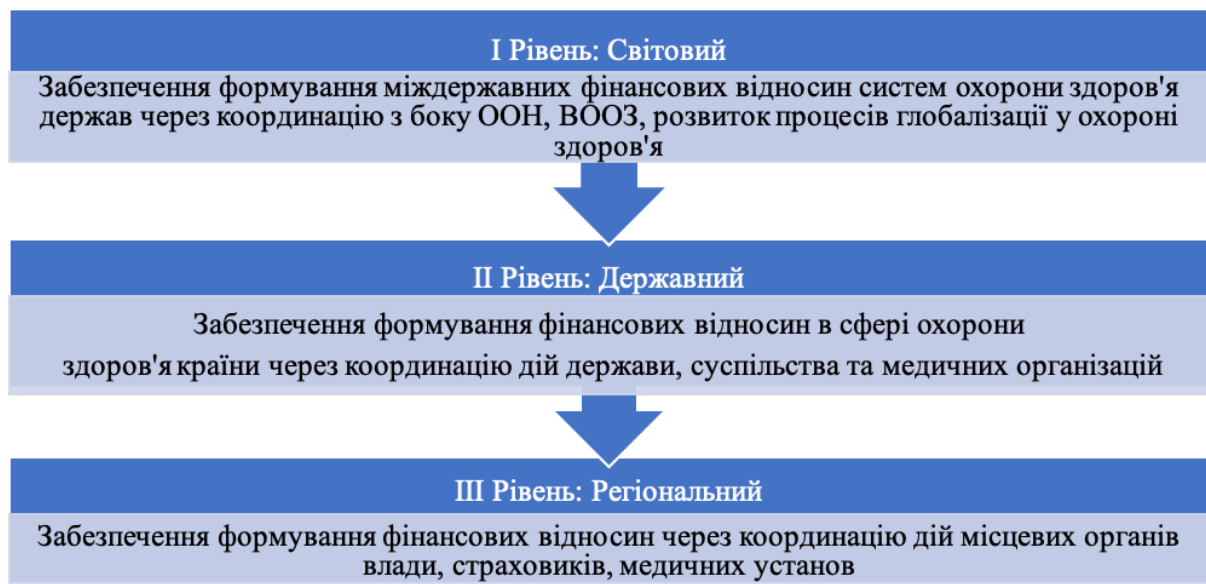 I Рівень: Світовий
Забезпечення формування міждержавних фінансових відносин систем охорони здоров'я
держав через координацію з боку ООН, ВООЗ, розвиток процесів глобалізації у охороні
здоров'я
II Рівень: Державний
Забезпечення формування фінансових відносин в сфері охорони
здоров'я країни через координацію дій держави, суспільства та медичних організацій
III Рівень: Регіональний
Забезпечення формування фінансових відносин через координацію дій місцевих органів
влади, страховиків, медичних установ